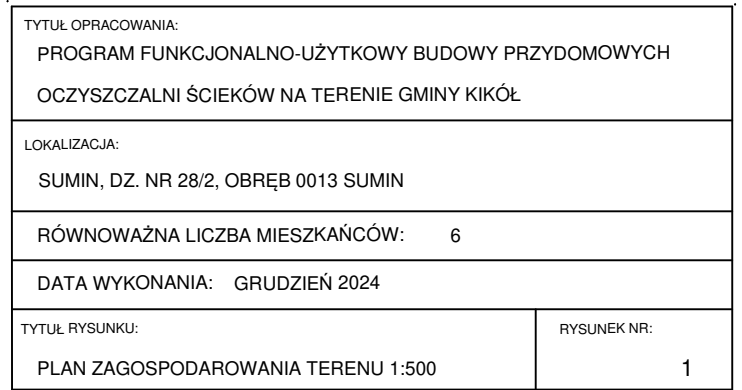 TYTUŁ OPRACOWANIA:
PROGRAM FUNKCJONALNO-UŻYTKOWY BUDOWY PRZYDOMOWYCH
OCZYSZCZALNI ŚCIEKÓW NA TERENIE GMINY KIKÓŁ
LOKALIZACJA:
SUMIN, DZ. NR 28/2, OBRĘB 0013 SUMIN
RÓWNOWAŻNA LICZBA MIESZKAŃCÓW: 6
DATA WYKONANIA: GRUDZIEŃ 2024
TYTUŁ RYSUNKU: RYSUNEK NR:
PLAN ZAGOSPODAROWANIA TERENU 1:500 1